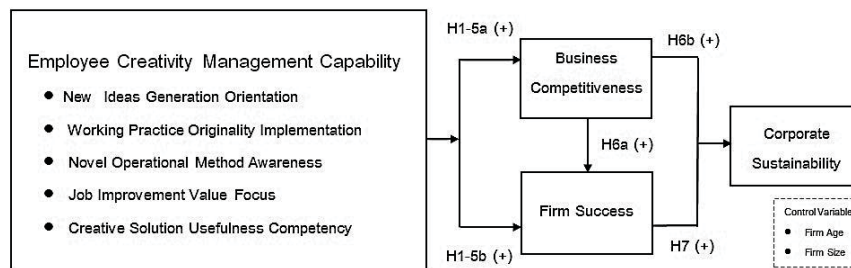 Employee Creativity Management Capability
● New Ideas Generation Orientation
● Working Practice Originality Implementation
● Novel Operational Method Awareness
● Job Improvement Value Focus
● Creative Solution Usefulness Competency
H1-5a (+)
H1-5b (+)
Business
Competitiveness
H6a (+)
Firm Success
H6b (+)
H7 (+)
Corporate
Sustainability
Control Variable
● Firm Age
● Firm Size